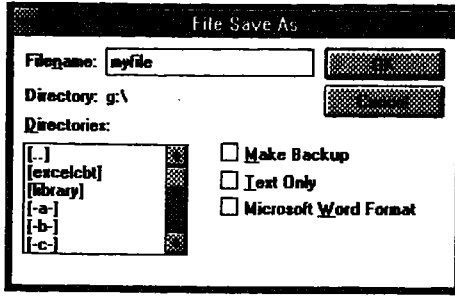 File Save As
Filename: myfile
OK
Directory: g:\
Cancel
Directories:
[..]
[excelcbt]
[library]
[-a-]
[-b-]
[-c-]
Make Backup
Text Only
Microsoft Word Format